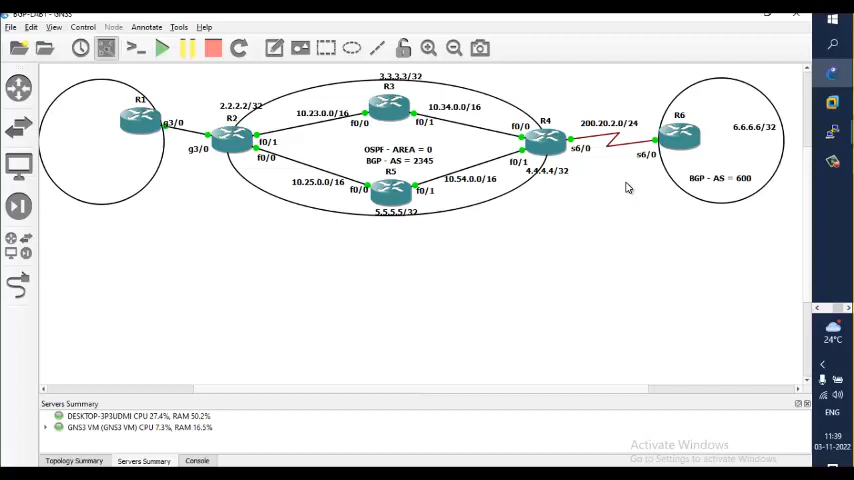 BGP-LAB1 - GNS3
File Edit View Control Node Annotate Tools Help
R1
g3/0
2.2.2.2/32
R2
g3/0
f0/1
f0/0
10.23.0.0/16
3.3.3.3/32
R3
f0/0
f0/1
10.34.0.0/16
OSPF - AREA = 0
BGP - AS = 2345
10.25.0.0/16
R5
f0/0
f0/1
5.5.5.5/32
10.54.0.0/16
R4
f0/0
f0/1
s6/0
4.4.4.4/32
200.20.2.0/24
R6
s6/0
6.6.6.6/32
BGP - AS = 600
Servers Summary
DESKTOP-3P3UDMI CPU 27.4%, RAM 50.2%
GNS3 VM (GNS3 VM) CPU 7.3%, RAM 16.5%
Topology Summary Servers Summary Console
Activate Windows
Go to Settings to activate Windows.
24°C
ENG
11:39
03-11-2022